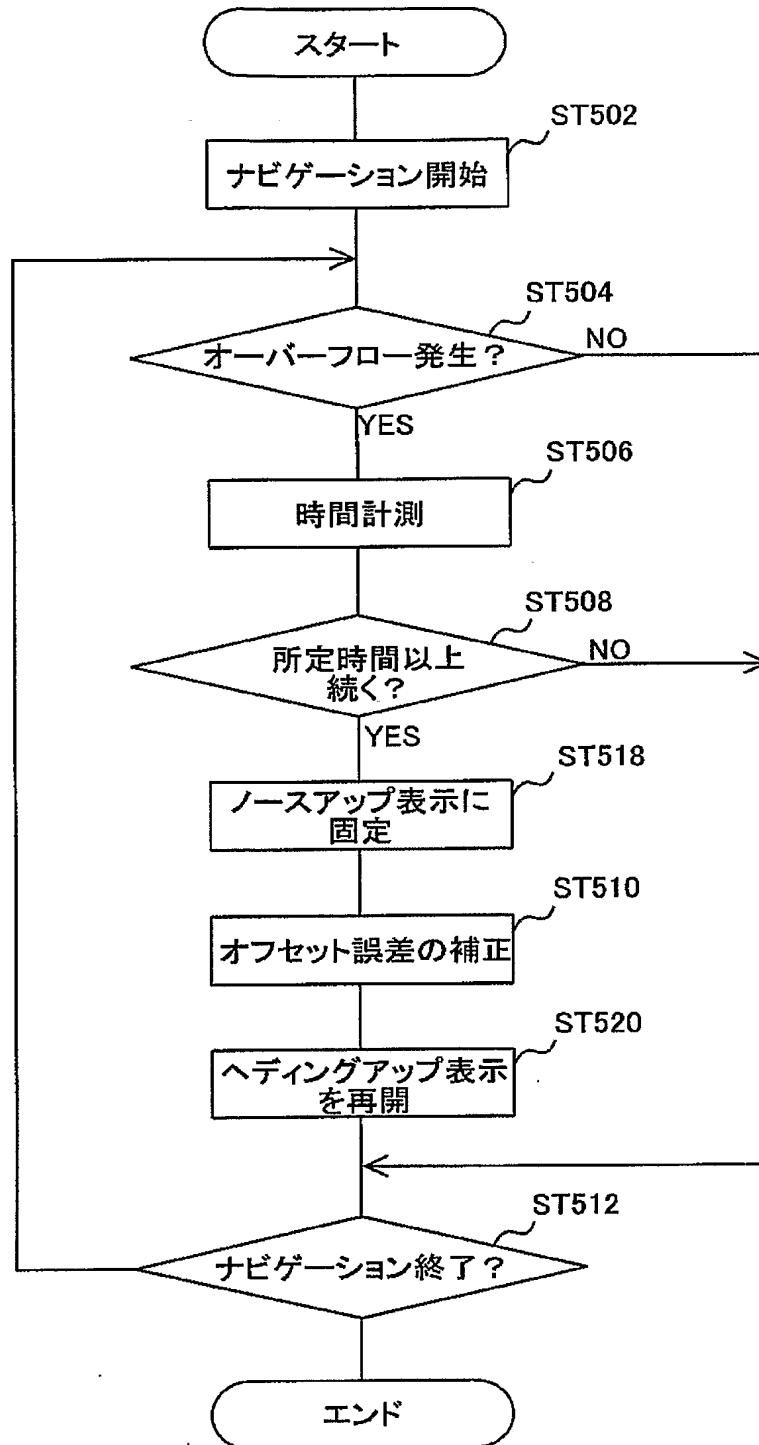 スタート
ST502
ナビゲーション開始
ST504
オーバーフロー発生？
NO
YES
ST506
時間計測
ST508
所定時間以上
続く？
NO
YES
ST518
ノースアップ表示に
固定
ST510
オフセット誤差の補正
ST520
ヘディングアップ表示
を再開
ST512
ナビゲーション終了？
エンド